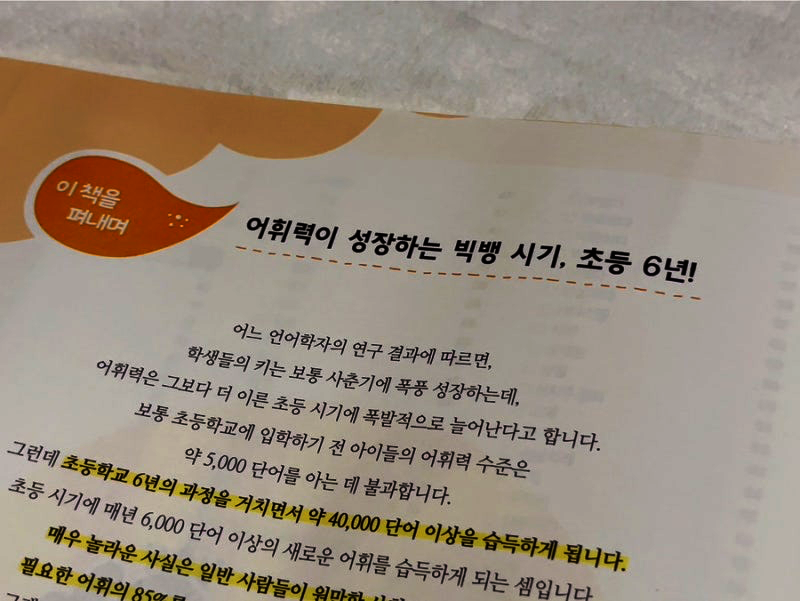 이 책을
펴내며
어휘력이 성장하는 빅뱅 시기, 초등 6년!
어느 언어학자의 연구 결과에 따르면,
학생들의 키는 보통 사춘기에 폭풍 성장하는데,
어휘력은 그보다 더 이른 초등 시기에 폭발적으로 늘어난다고 합니다.
보통 초등학교에 입학하기 전 아이들의 어휘력 수준은
약 5,000 단어를 아는 데 불과합니다.
그런데 초등학교 6년의 과정을 거치면서 약 40,000 단어 이상을 습득하게 됩니다.
초등 시기에 매년 6,000 단어 이상의 새로운 어휘를 습득하게 되는 셈입니다
매우 놀라운 사실은 일반 사람들이 원만한
필요한 어휘의 85%를